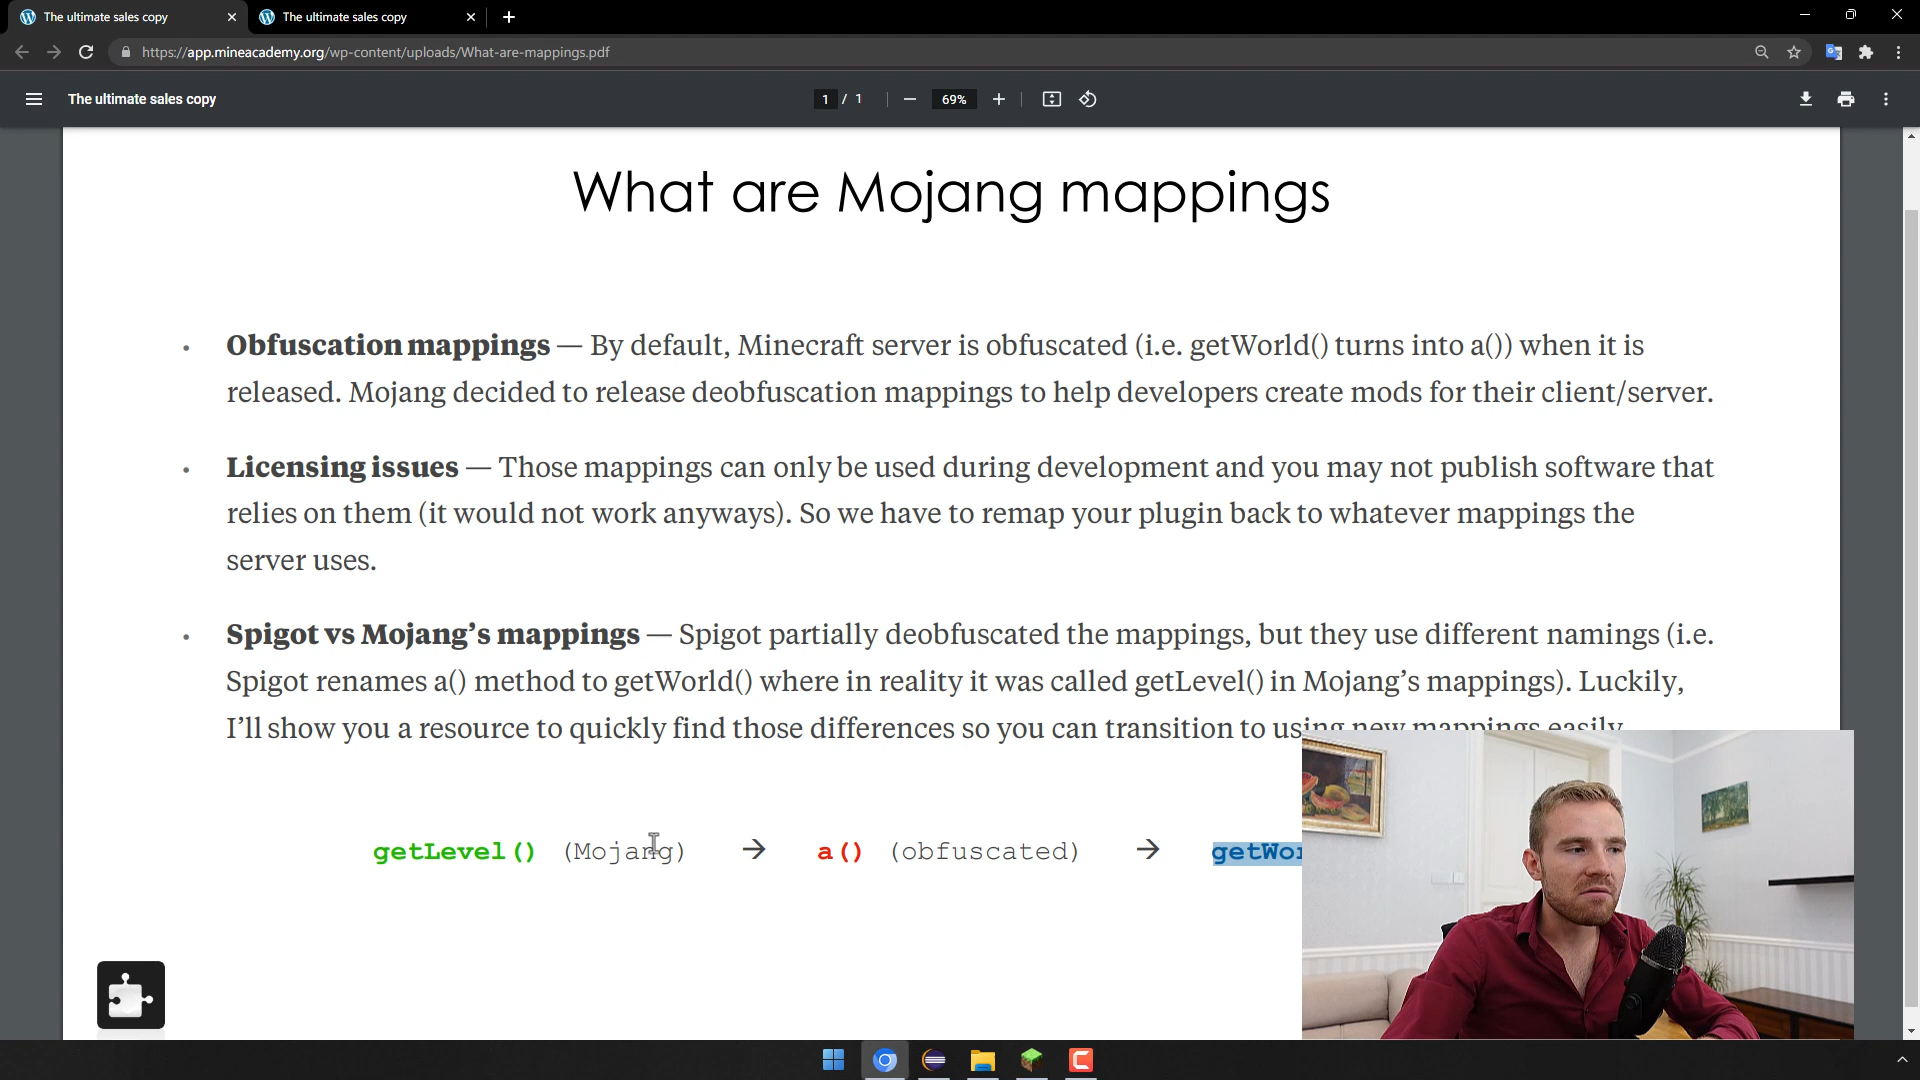 The ultimate sales copy
The ultimate sales copy
https://app.mineacademy.org/wp-content/uploads/What-are-mappings.pdf
The ultimate sales copy
1 / 1
69%
What are Mojang mappings
• Obfuscation mappings — By default, Minecraft server is obfuscated (i.e. getWorld() turns into a()) when it is
released. Mojang decided to release deobfuscation mappings to help developers create mods for their client/server.
• Licensing issues — Those mappings can only be used during development and you may not publish software that
relies on them (it would not work anyways). So we have to remap your plugin back to whatever mappings the
server uses.
• Spigot vs Mojang’s mappings — Spigot partially deobfuscated the mappings, but they use different namings (i.e.
Spigot renames a() method to getWorld() where in reality it was called getLevel() in Mojang’s mappings). Luckily,
I’ll show you a resource to quickly find those differences so you can transition to using new mappings easily
getLevel() (Mojang) → a() (obfuscated) → getWor